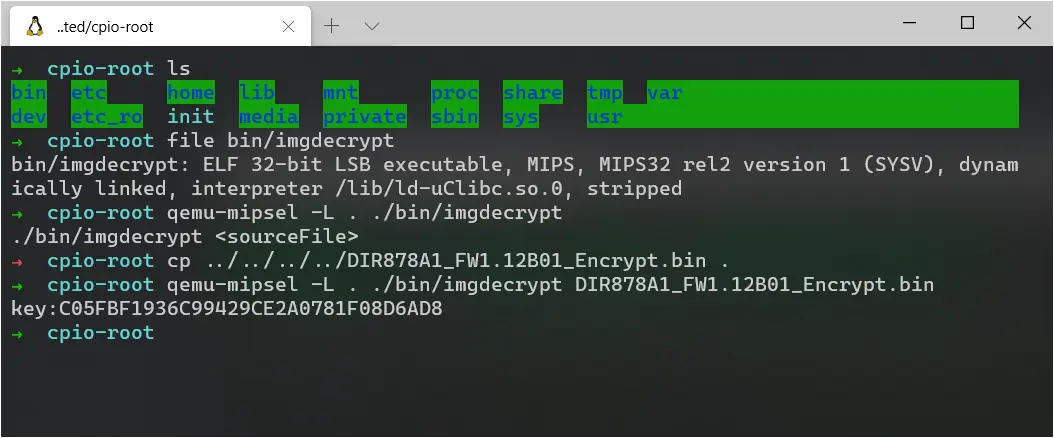 ..ted/cpio-root
→ cpio-root ls
bin etc home lib mnt proc share tmp var
dev etc_ro init media private sbin sys usr
→ cpio-root file bin/imgdecrypt
bin/imgdecrypt: ELF 32-bit LSB executable, MIPS, MIPS32 rel2 version 1 (SYSV), dynam
ically linked, interpreter /lib/ld-uClibc.so.0, stripped
→ cpio-root qemu-mipsel -L . ./bin/imgdecrypt
./bin/imgdecrypt <sourceFile>
→ cpio-root cp ../../../../DIR878A1_FW1.12B01_Encrypt.bin .
→ cpio-root qemu-mipsel -L . ./bin/imgdecrypt DIR878A1_FW1.12B01_Encrypt.bin
key:C05FBF1936C99429CE2A0781F08D6AD8
→ cpio-root